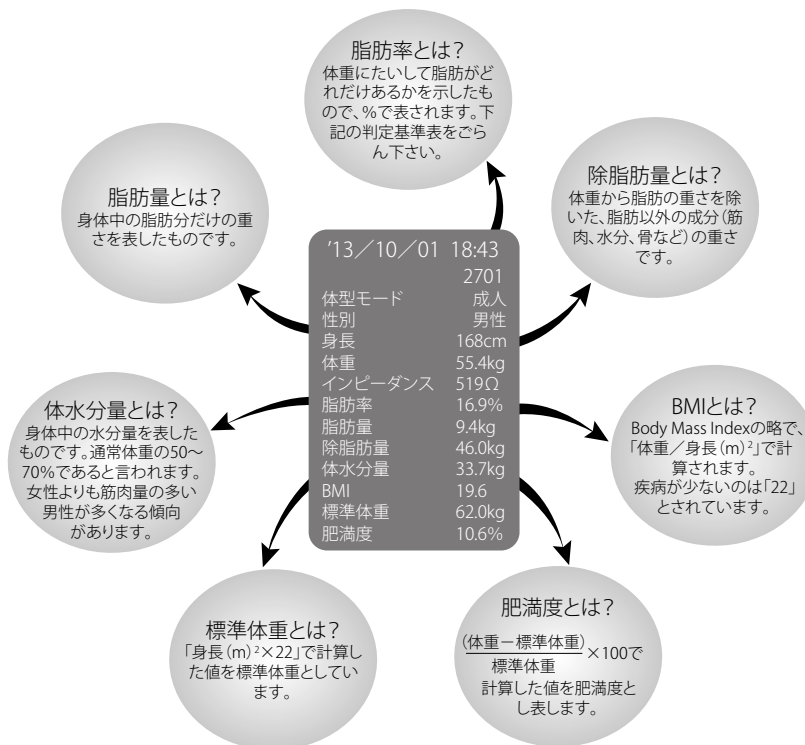 脂肪率とは？
体重にたいして脂肪がど
れだけあるかを示したも
ので、%で表されます。下
記の判定基準表をごら
ん下さい。
脂肪量とは？
身体中の脂肪分だけの重
さを表したものです。
除脂肪量とは？
体重から脂肪の重さを除
いた、脂肪以外の成分（筋
肉、水分、骨など）の重さ
です。
'13／10／01 18:43
2701
体型モード 成人
性別 男性
身長 168cm
体重 55.4kg
インピーダンス 519Ω
脂肪率 16.9%
脂肪量 9.4kg
除脂肪量 46.0kg
体水分量 33.7kg
BMI 19.6
標準体重 62.0kg
肥満度 10.6%
体水分量とは？
身体中の水分量を表した
ものです。通常体重の50～
70%であると言われます。
女性よりも筋肉量の多い
男性が多くなる傾向
があります。
BMIとは？
Body Mass Indexの略で、
「体重／身長（m）²」で計
算されます。
疾病が少ないのは「22」
とされています。
標準体重とは？
「身長（m）²×22」で計算し
た値を標準体重としてい
ます。
肥満度とは？
(体重－標準体重)
標準体重
×100で
計算した値を肥満度と
し表します。